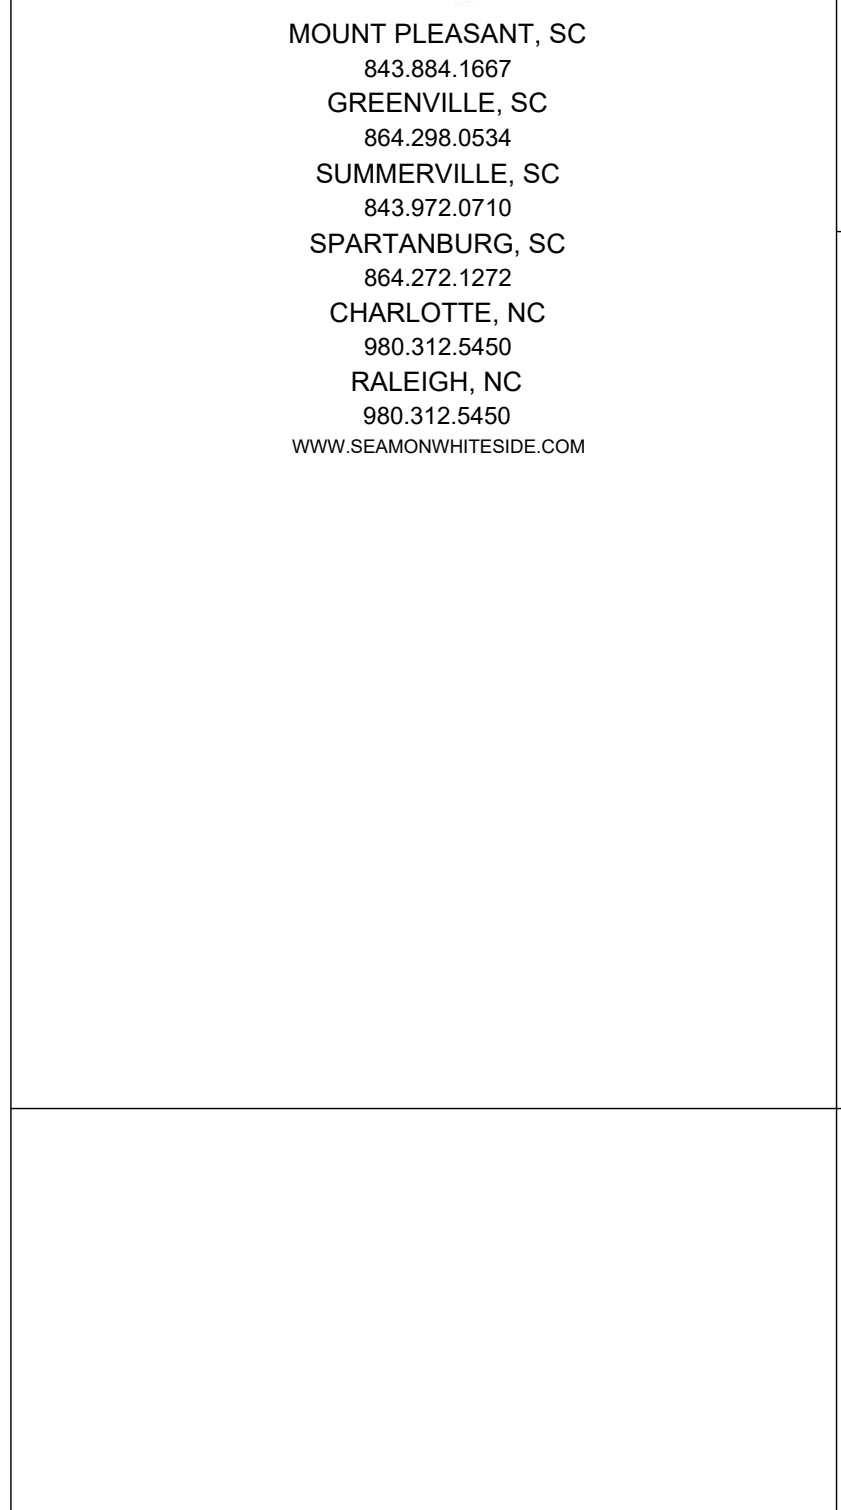 MOUNT PLEASANT, SC
843.884.1667
GREENVILLE, SC
864.298.0534
SUMMERVILLE, SC
843.972.0710
SPARTANBURG, SC
864.272.1272
CHARLOTTE, NC
980.312.5450
RALEIGH, NC
980.312.5450
WWW.SEAMONWHITESIDE.COM